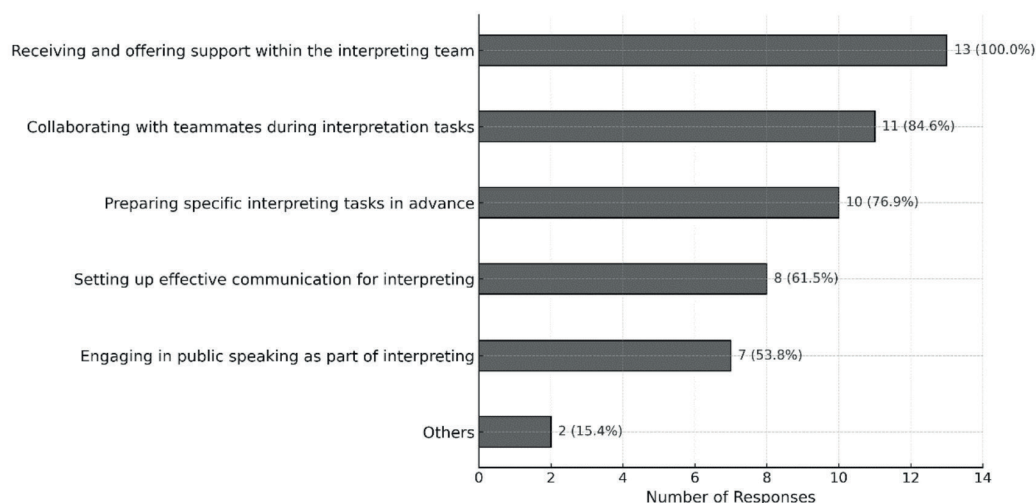 Receiving and offering support within the interpreting team 13 (100.0%)
Collaborating with teammates during interpretation tasks 11 (84.6%)
Preparing specific interpreting tasks in advance 10 (76.9%)
Setting up effective communication for interpreting 8 (61.5%)
Engaging in public speaking as part of interpreting 7 (53.8%)
Others 2 (15.4%)
0 2 4 6 8 10 12 14
Number of Responses